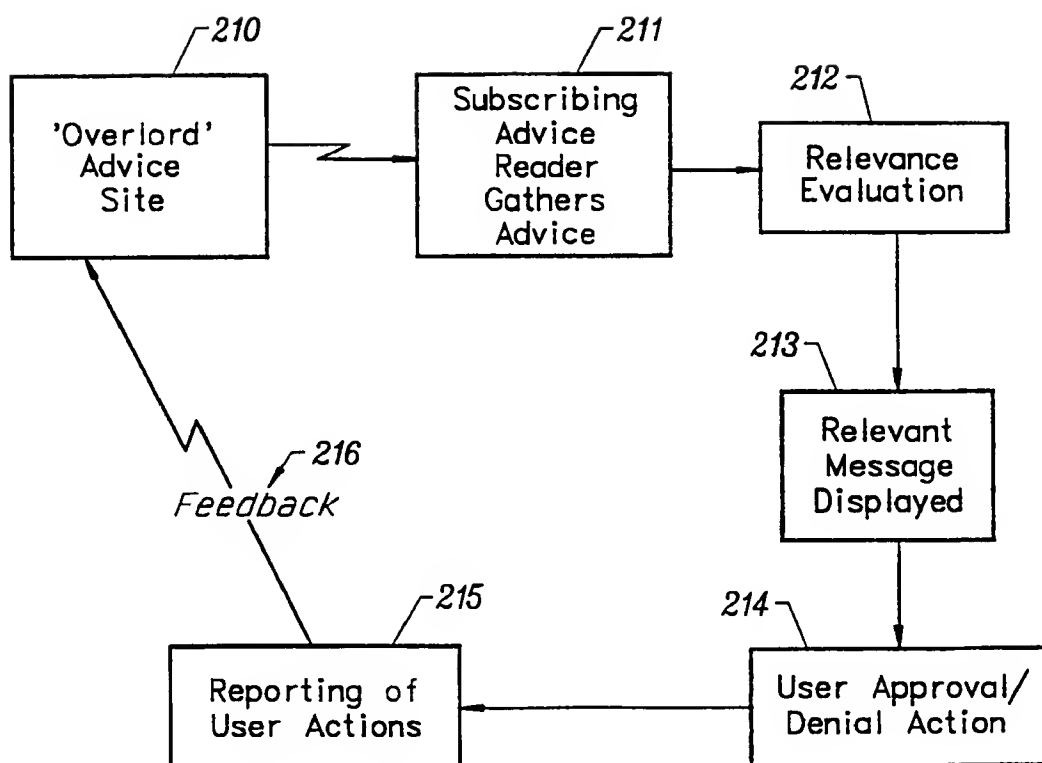 210
'Overlord'
Advice
Site
211
Subscribing
Advice
Reader
Gathers
Advice
212
Relevance
Evaluation
213
Relevant
Message
Displayed
214
User Approval/
Denial Action
215
Reporting of
User Actions
216
Feedback